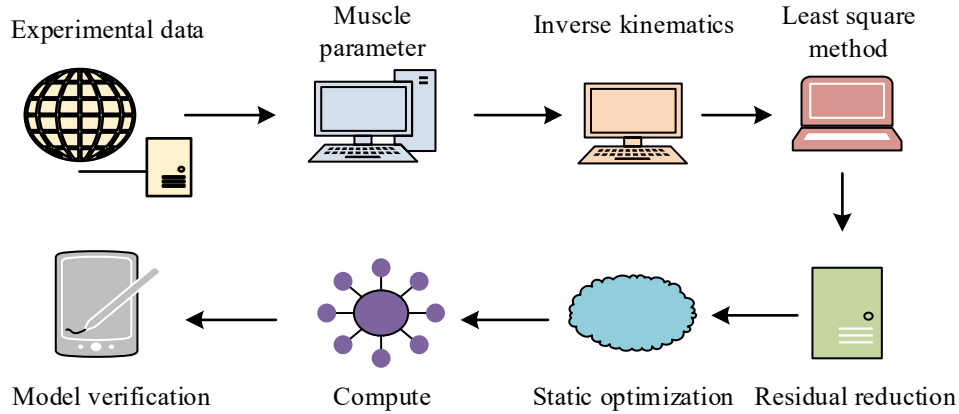 Experimental data
Muscle
parameter
Inverse kinematics
Least square
method
Model verification
Compute
Static optimization
Residual reduction